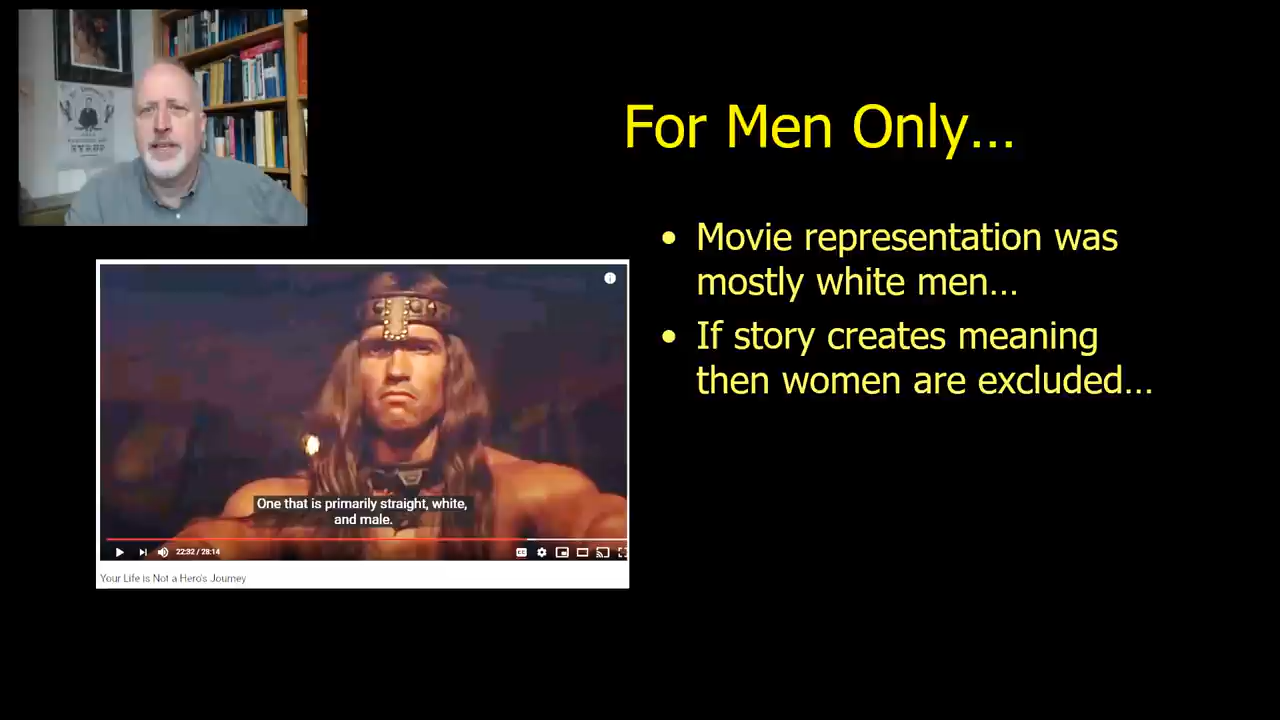 For Men Only...
• Movie representation was
mostly white men...
• If story creates meaning
then women are excluded...
One that is primarily straight, white,
and male.
22:32 / 28:14
Your Life is Not a Hero's Journey